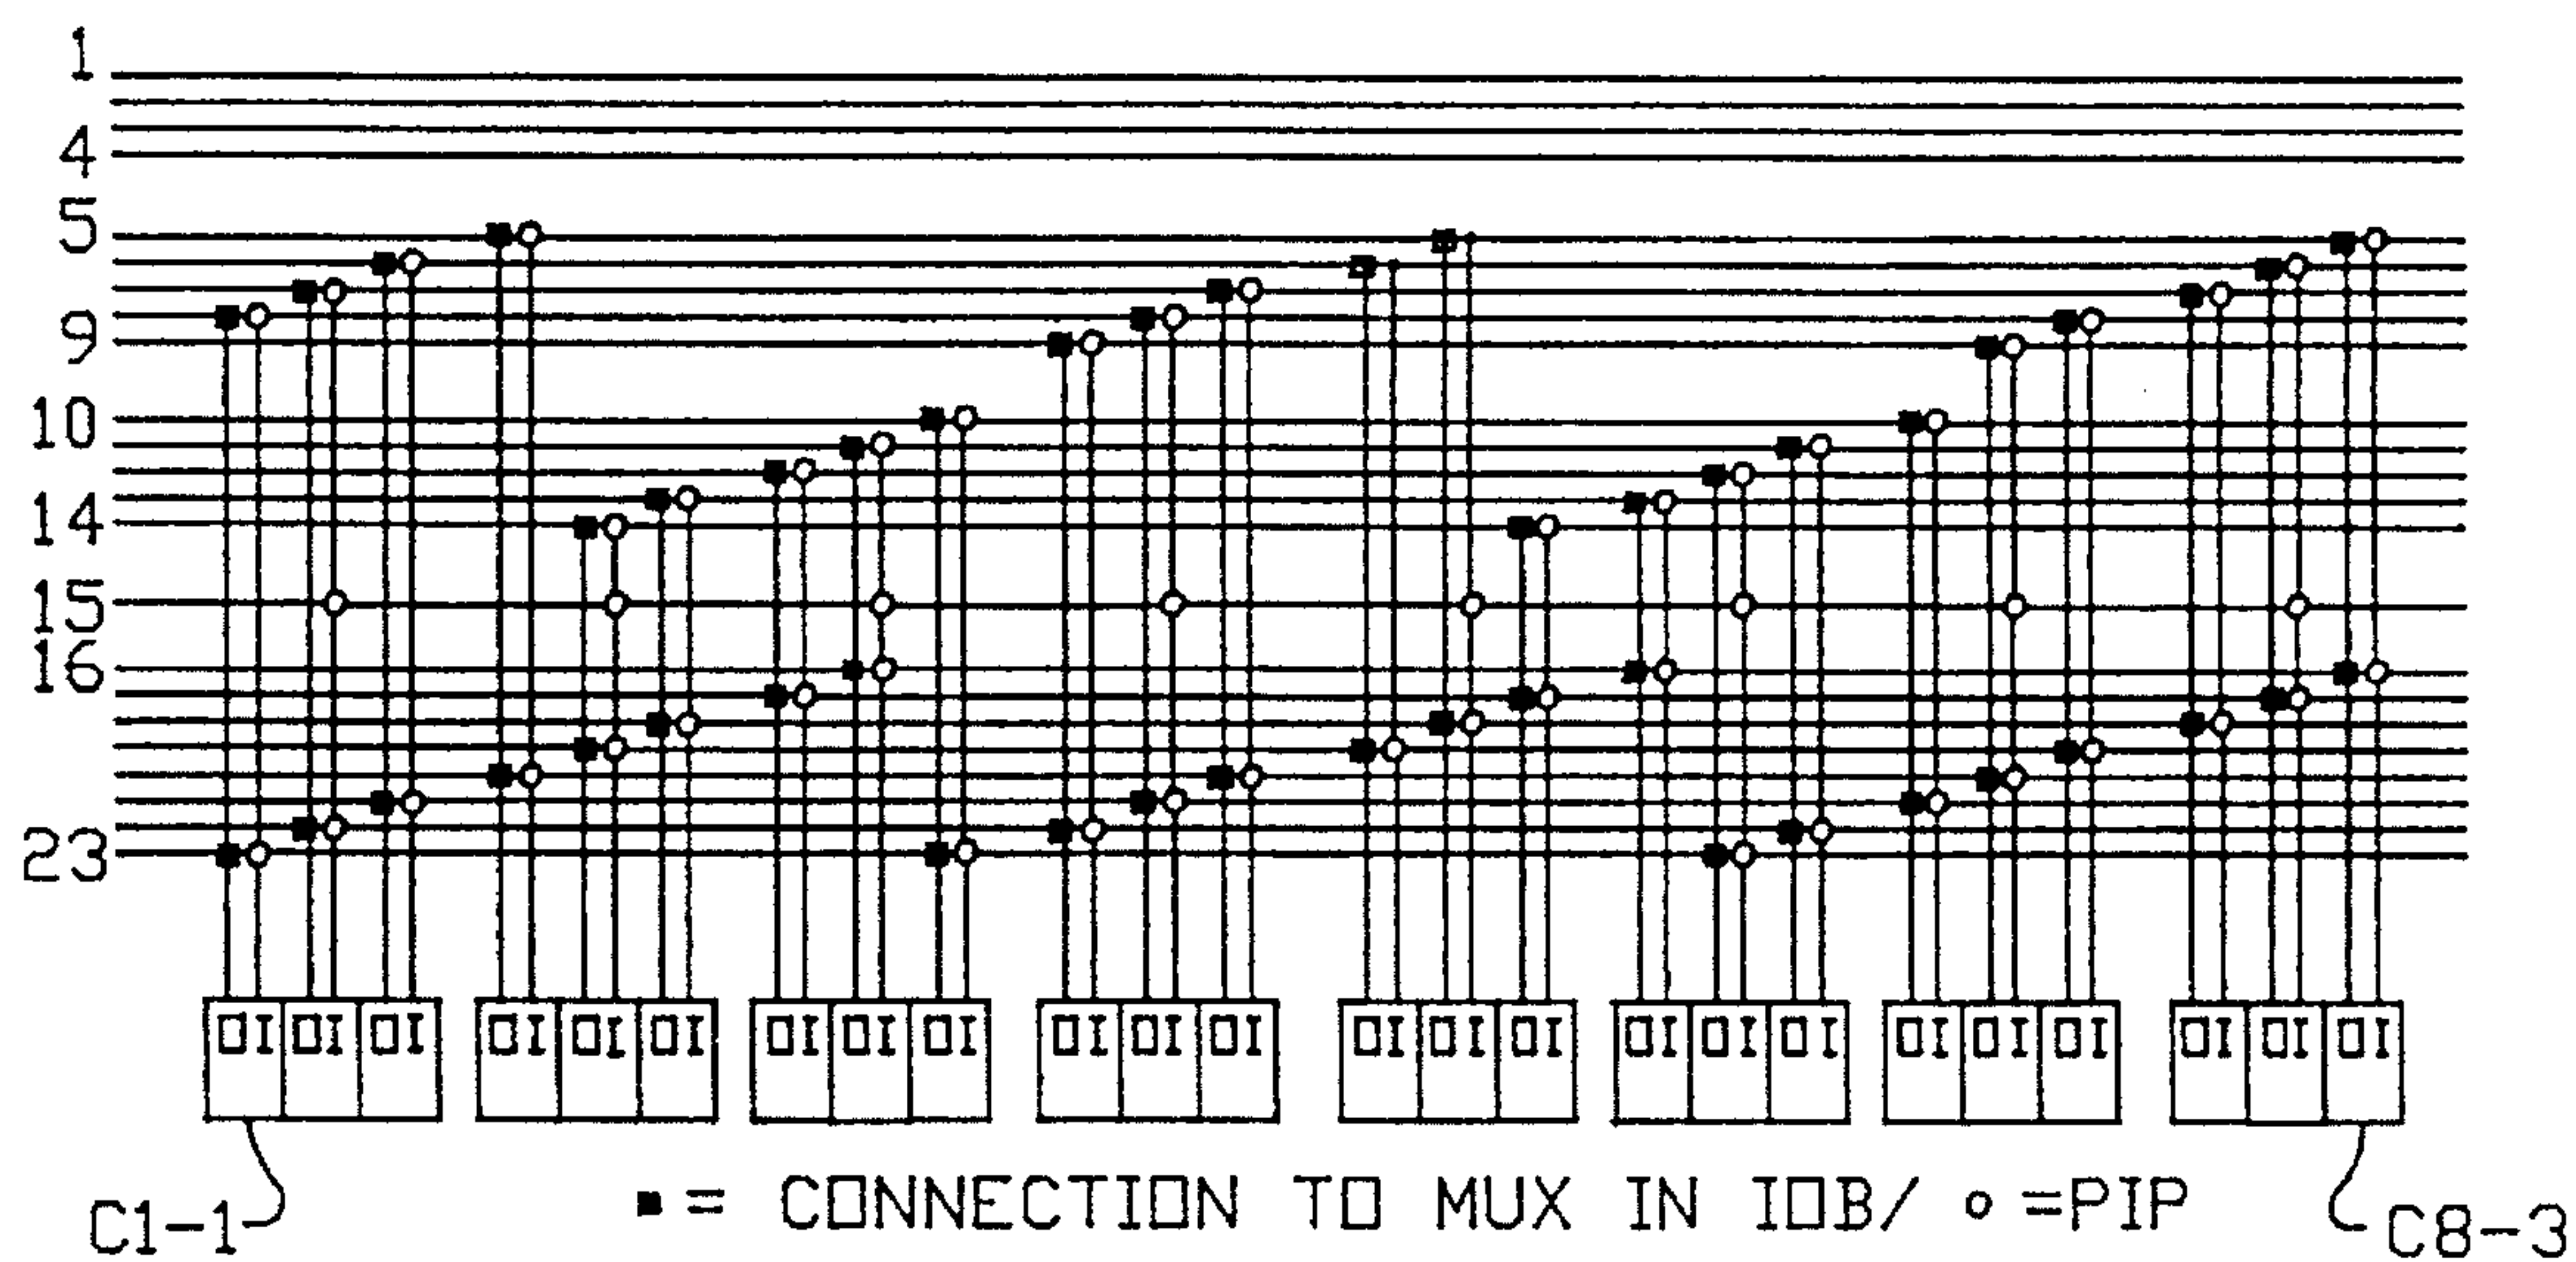 1
4
5
9
10
14
15
16
23
OI OI OI OI OI OI OI OI OI OI OI OI OI OI OI OI OI OI OI OI OI OI OI OI
C1-1
■ = CONNECTION TO MUX IN IOB/ o =PIP
C8-3